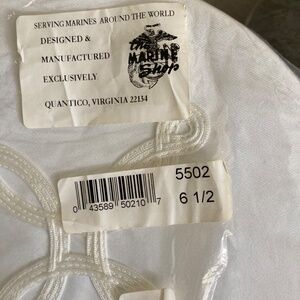 SERVING MARINES AROUND THE WORLD
DESIGNED &
MANUFACTURED
EXCLUSIVELY
QUANTICO, VIRGINIA 22134
the
MARINE
Shop
5502
6 1/2
0 43589 50210 7